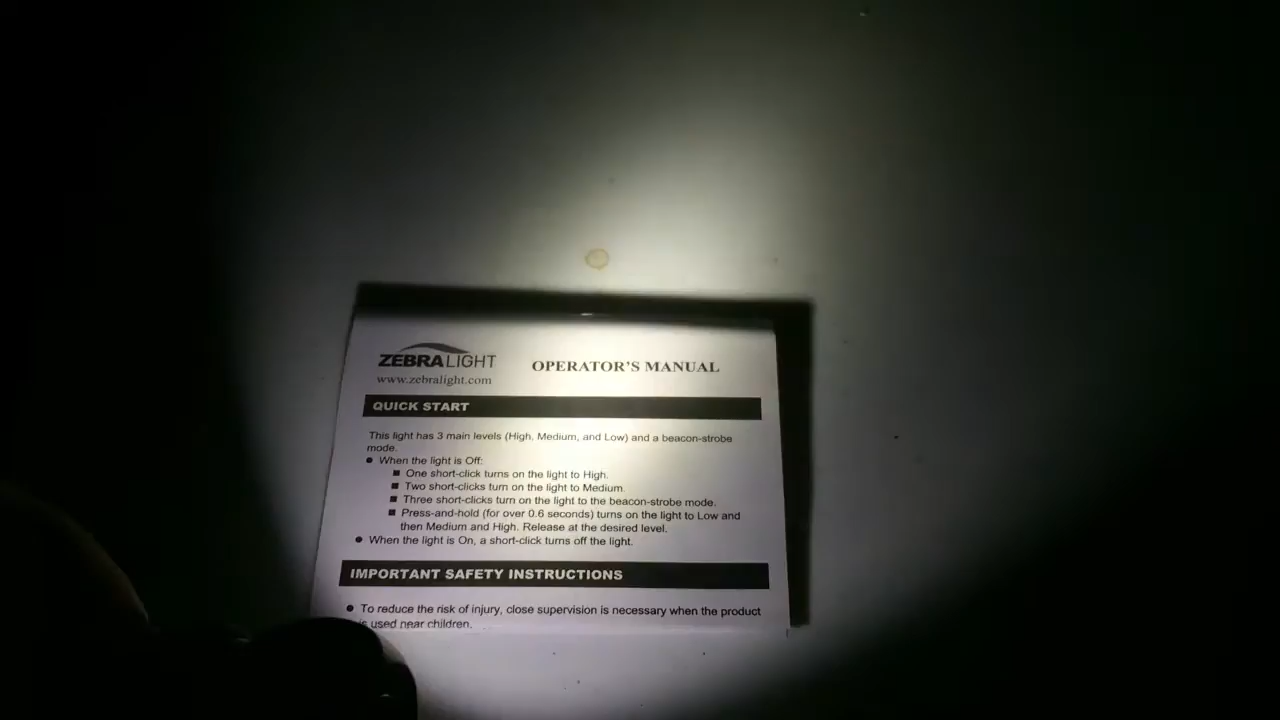 ZEBRALIGHT OPERATOR'S MANUAL
www.zebralight.com
QUICK START
This light has 3 main levels (High, Medium, and Low) and a beacon-strobe
mode.
● When the light is Off:
■ One short-click turns on the light to High.
■ Two short-clicks turn on the light to Medium.
■ Three short-clicks turn on the light to the beacon-strobe mode.
■ Press-and-hold (for over 0.6 seconds) turns on the light to Low and
then Medium and High. Release at the desired level.
● When the light is On, a short-click turns off the light.
IMPORTANT SAFETY INSTRUCTIONS
● To reduce the risk of injury, close supervision is necessary when the product
is used near children.